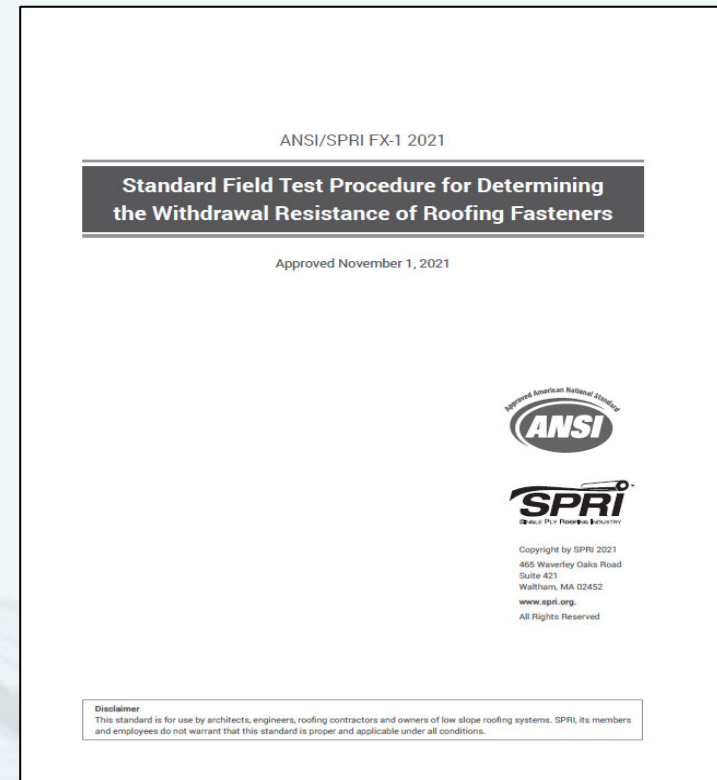 ANSI/SPRI FX-1 2021
Standard Field Test Procedure for Determining
the Withdrawal Resistance of Roofing Fasteners
Approved November 1, 2021
Approved American National Standard
ANSI
SPRI™
SINGLE PLY ROOFING INDUSTRY
Copyright by SPRI 2021
465 Waverley Oaks Road
Suite 421
Waltham, MA 02452
www.spri.org.
All Rights Reserved
Disclaimer
This standard is for use by architects, engineers, roofing contractors and owners of low slope roofing systems. SPRI, its members
and employees do not warrant that this standard is proper and applicable under all conditions.